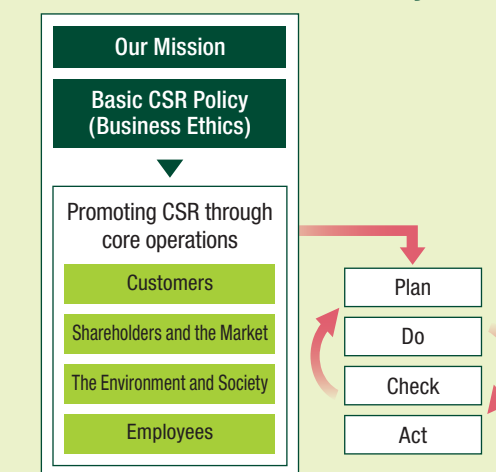 Our Mission
Basic CSR Policy
(Business Ethics)
Promoting CSR through
core operations
Customers
Shareholders and the Market
The Environment and Society
Employees
Plan
Do
Check
Act